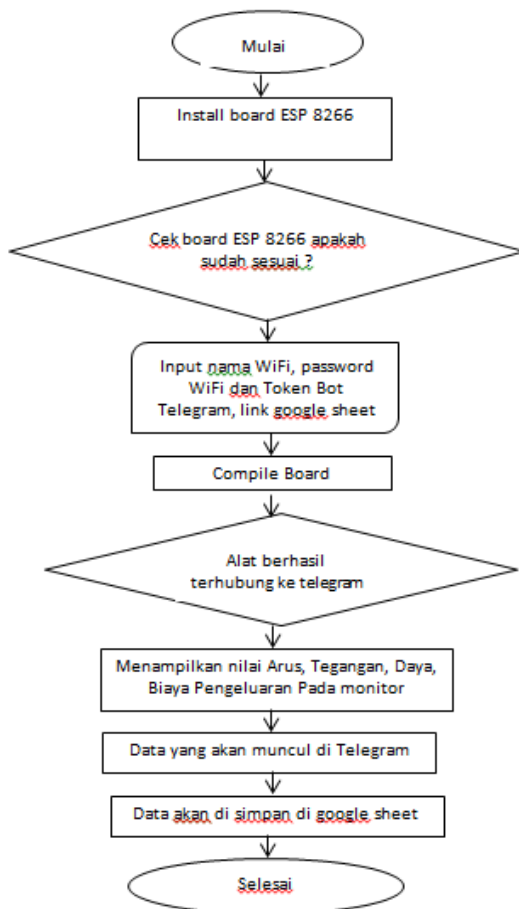 Mulai
Install board ESP 8266
Cek board ESP 8266 apakah
sudah sesuai ?
Input nama WiFi, password
WiFi dan Token Bot
Telegram, link google sheet
Compile Board
Alat berhasil
terhubung ke telegram
Menampilkan nilai Arus, Tegangan, Daya,
Biaya Pengeluaran Pada monitor
Data yang akan muncul di Telegram
Data akan di simpan di google sheet
Selesai